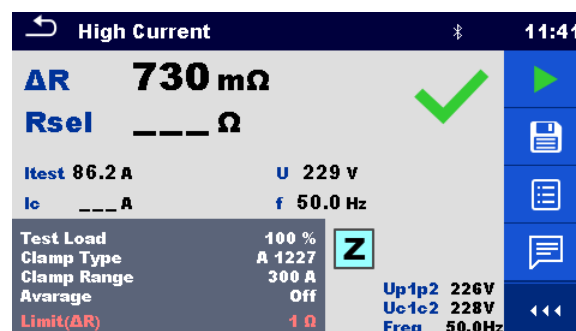 High Current 11:41
ΔR 730 mΩ
Rsel ___ Ω
Itest 86.2 A U 229 V
Ic ___ A f 50.0 Hz
Test Load 100 %
Clamp Type A 1227
Clamp Range 300 A
Avarage Off
Limit(ΔR) 1 Ω
Z
Up1p2 226V
Uc1c2 228V
Freq 50.0Hz